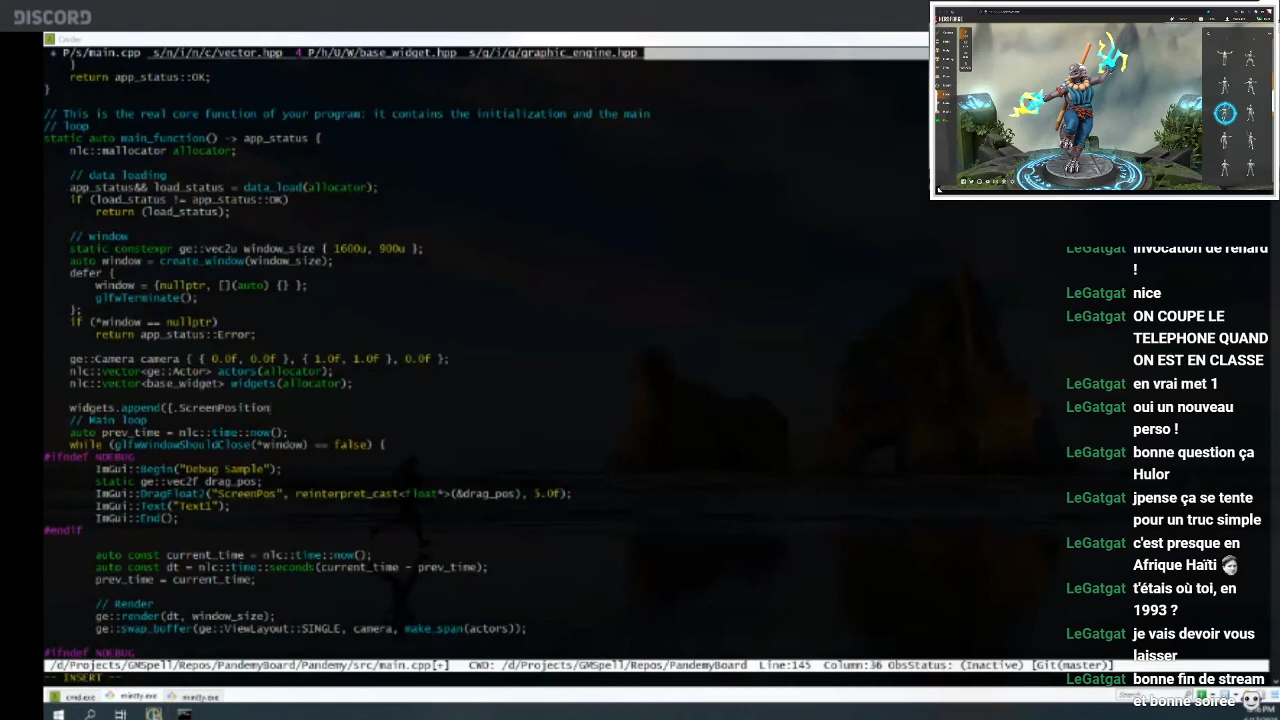 DISCORD
Cmder
+ P/s/main.cpp  s/n/i/n/c/vector.hpp  4 P/h/U/W/base_widget.hpp  s/g/i/g/graphic_engine.hpp
}
return app_status::OK;
}
// This is the real core function of your program: it contains the initialization and the main
// loop
static auto main_function() -> app_status {
nlc::mallocator allocator;
// data loading
app_status&& load_status = data_load(allocator);
if (load_status != app_status::OK)
return (load_status);
// window
static constexpr ge::vec2u window_size { 1600u, 900u };
auto window = create_window(window_size);
defer {
window = {nullptr, [](auto) {} };
glfwTerminate();
};
if (*window == nullptr)
return app_status::Error;
ge::Camera camera { { 0.0f, 0.0f }, { 1.0f, 1.0f }, 0.0f };
nlc::vector<ge::Actor> actors(allocator);
nlc::vector<base_widget> widgets(allocator);
widgets.append({.ScreenPosition
// Main loop
auto prev_time = nlc::time::now();
while (glfwWindowShouldClose(*window) == false) {
#ifndef NDEBUG
ImGui::Begin("Debug Sample");
static ge::vec2f drag_pos;
ImGui::DragFloat2("ScreenPos", reinterpret_cast<float*>(&drag_pos), 5.0f);
ImGui::Text("Text1");
ImGui::End();
#endif
auto const current_time = nlc::time::now();
auto const dt = nlc::time::seconds(current_time - prev_time);
prev_time = current_time;
// Render
ge::render(dt, window_size);
ge::swap_buffer(ge::ViewLayout::SINGLE, camera, make_span(actors));
#ifndef NDEBUG
/d/Projects/GMSpell/Repos/PandemyBoard/Pandemy/src/main.cpp[+]  CWD: /d/Projects/GMSpell/Repos/PandemyBoard  Line:145  Column:36 ObsStatus: (Inactive) [Git(master)]
-- INSERT --
cmd.exe  mintty.exe  mintty.exe
Search
HEROFORGE
LeGatgat invocation de renard
!
LeGatgat nice
LeGatgat ON COUPE LE
TELEPHONE QUAND
ON EST EN CLASSE
LeGatgat en vrai met 1
LeGatgat oui un nouveau
perso !
LeGatgat bonne question ça
Hulor
LeGatgat jpense ça se tente
pour un truc simple
LeGatgat c'est presque en
Afrique Haïti
LeGatgat t'étais où toi, en
1993 ?
LeGatgat je vais devoir vous
laisser
LeGatgat bonne fin de stream
et bonne soirée